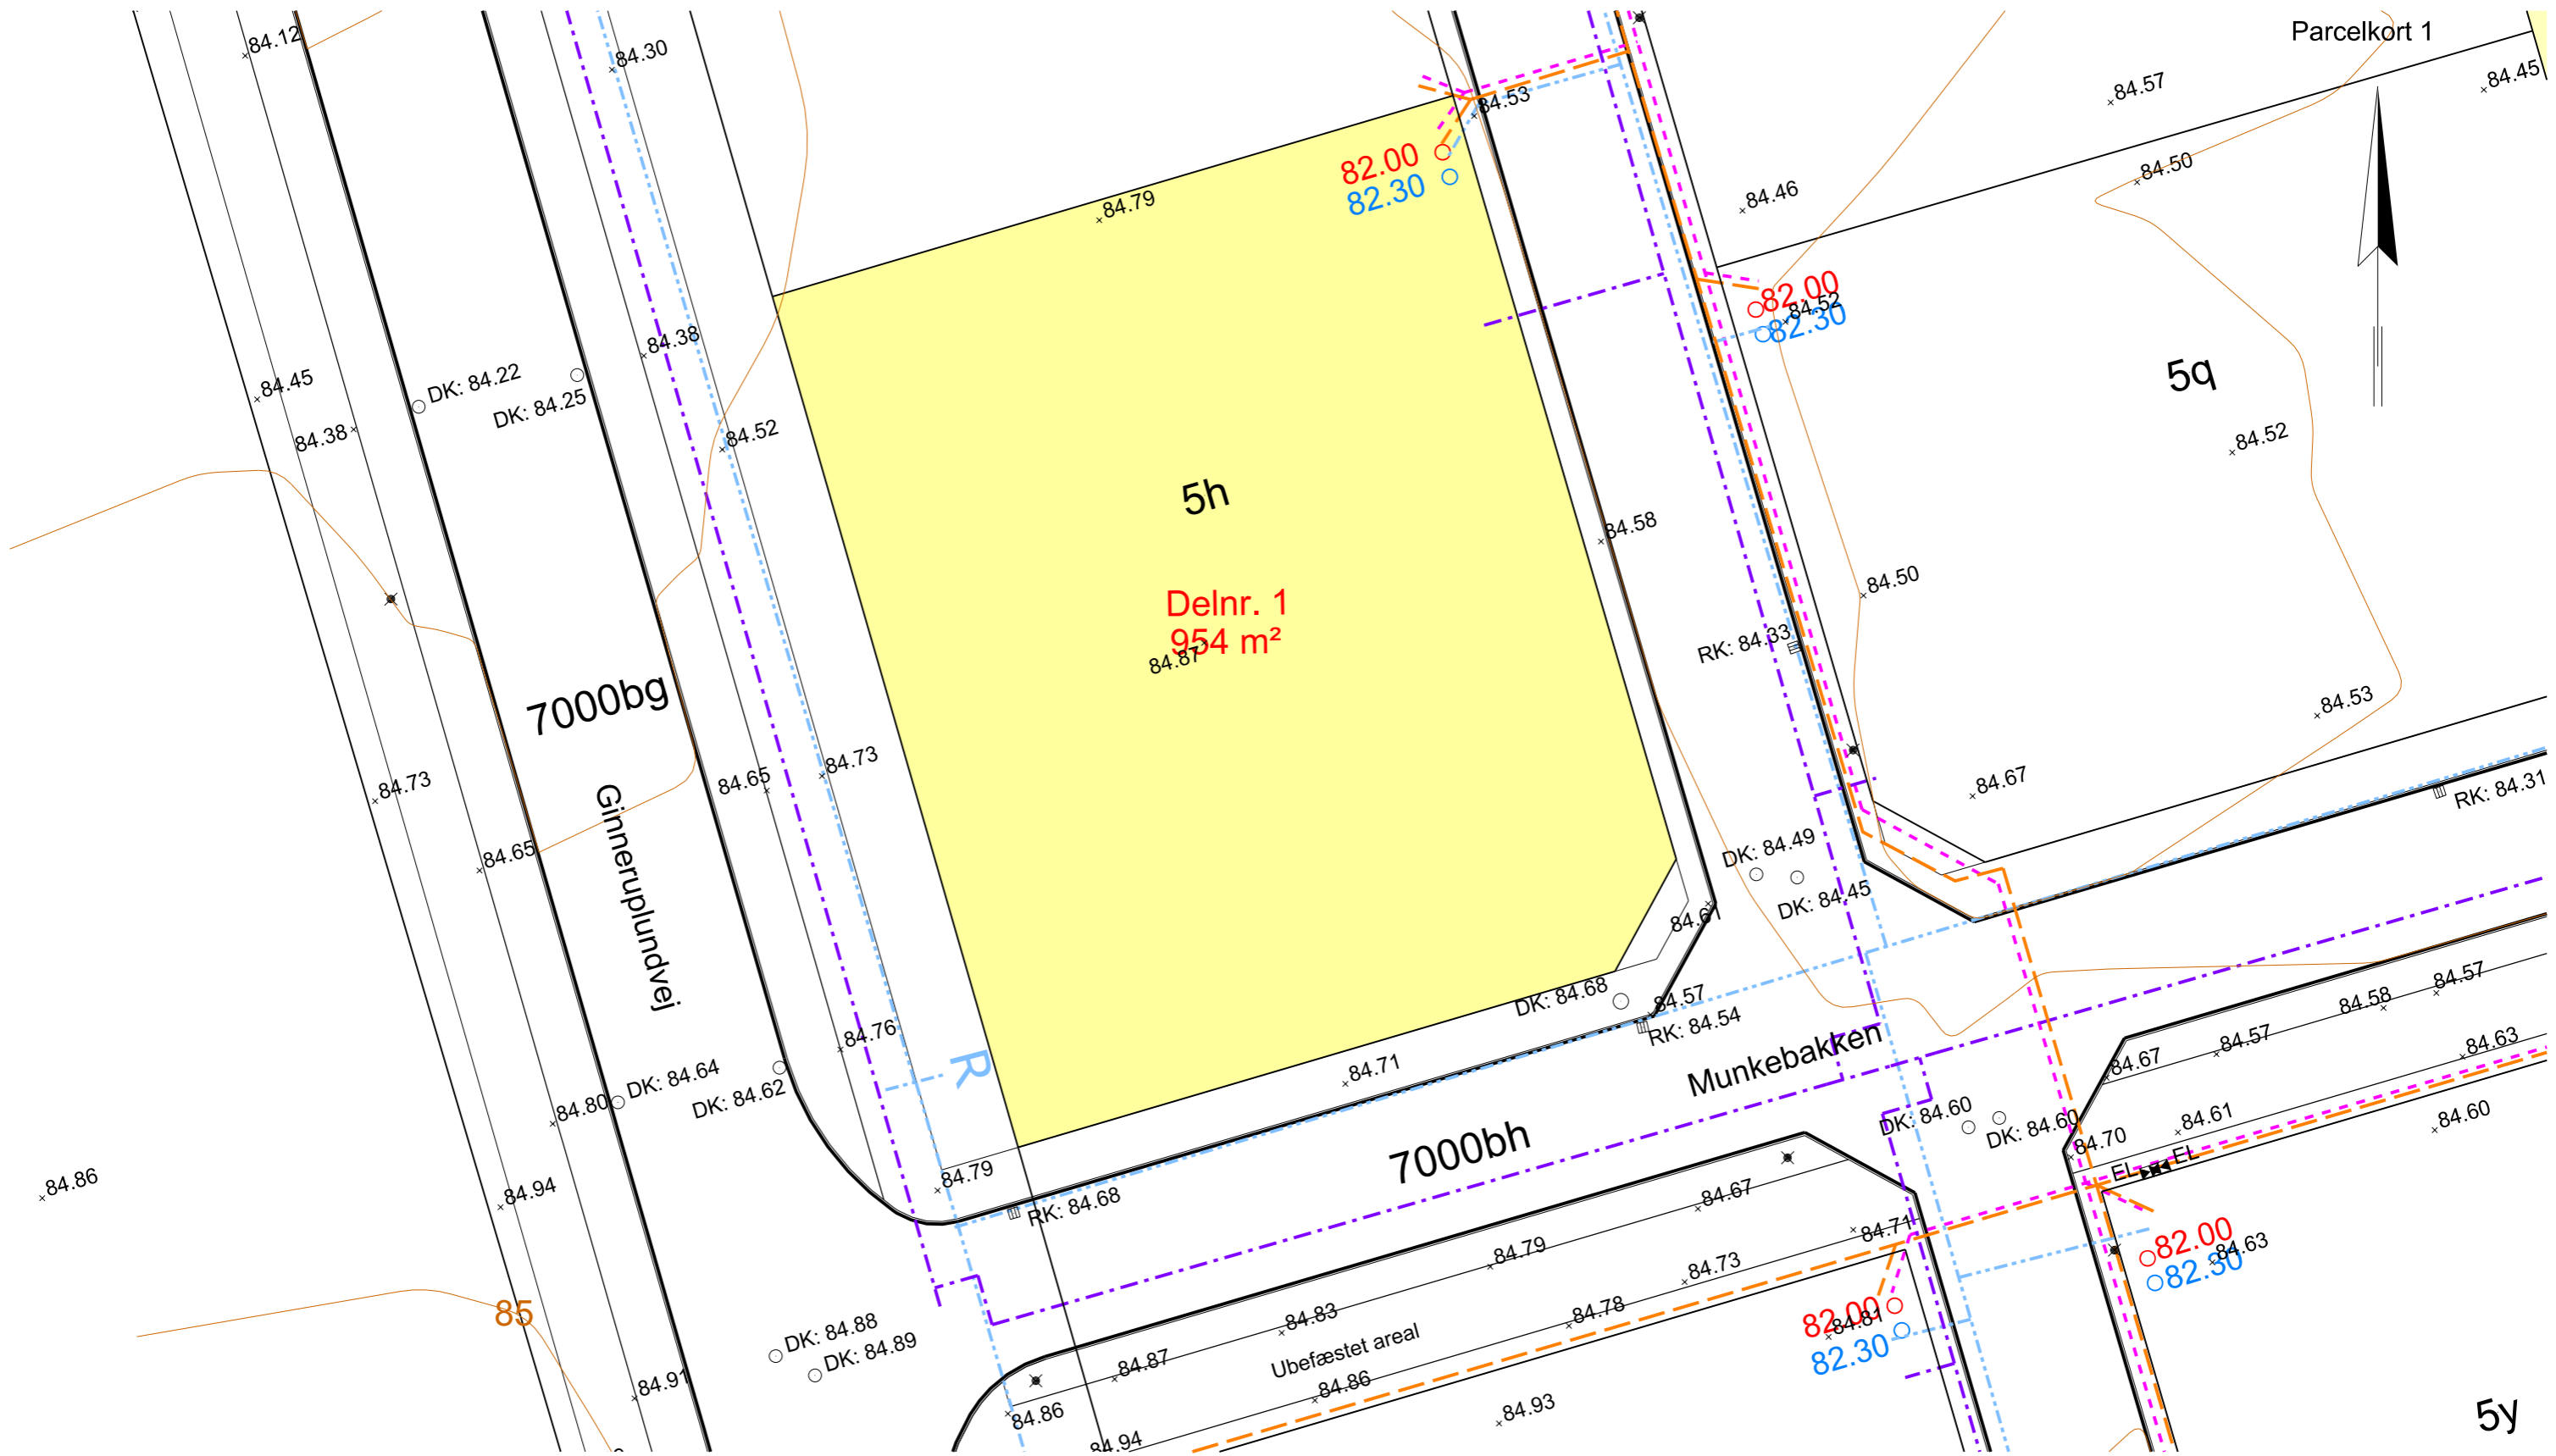 Parcelkort 1
84.12
84.30
84.45
84.57
84.53
82.00
82.30
84.50
84.46
84.79
82.00
84.52
82.30
84.38
DK: 84.22
DK: 84.25
84.45
84.38
84.52
5q
84.52
5h
84.58
84.50
Delnr. 1
954 m²
84.87
RK: 84.33
7000bg
84.53
84.73
84.73
84.65
84.67
RK: 84.31
Ginneruplundvej
84.65
DK: 84.49
DK: 84.45
84.61
DK: 84.68
84.57
RK: 84.54
84.58
84.57
84.57
84.63
84.76
R
84.71
Munkebakken
84.67
DK: 84.64
DK: 84.62
84.80
DK: 84.60
DK: 84.60
84.61
84.60
84.70
EL
EL
7000bh
84.79
RK: 84.68
84.67
84.71
84.86
84.94
84.79
84.73
82.00
84.63
82.30
85
DK: 84.88
DK: 84.89
84.83
84.78
82.00
84.81
82.30
Ubefæstet areal
84.87
84.86
84.91
84.86
84.93
84.94
5y